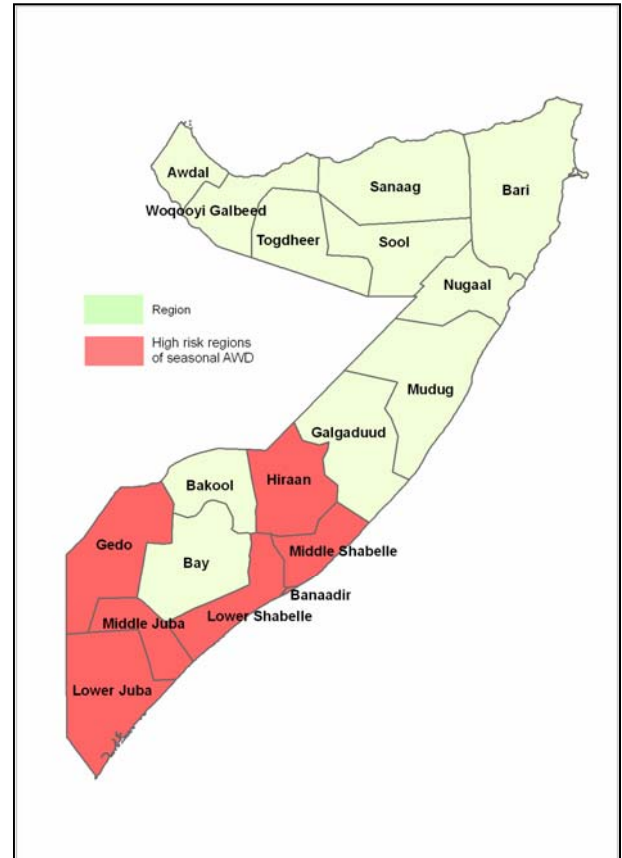 Awdal
Sanaag
Bari
Woqooyi Galbeed
Togdheer
Sool
Nugaal
Region
High risk regions
of seasonal AWD
Mudug
Galgaduud
Hiraan
Bakool
Gedo
Middle Shabelle
Bay
Banaadir
Lower Shabelle
Middle Juba
Lower Juba